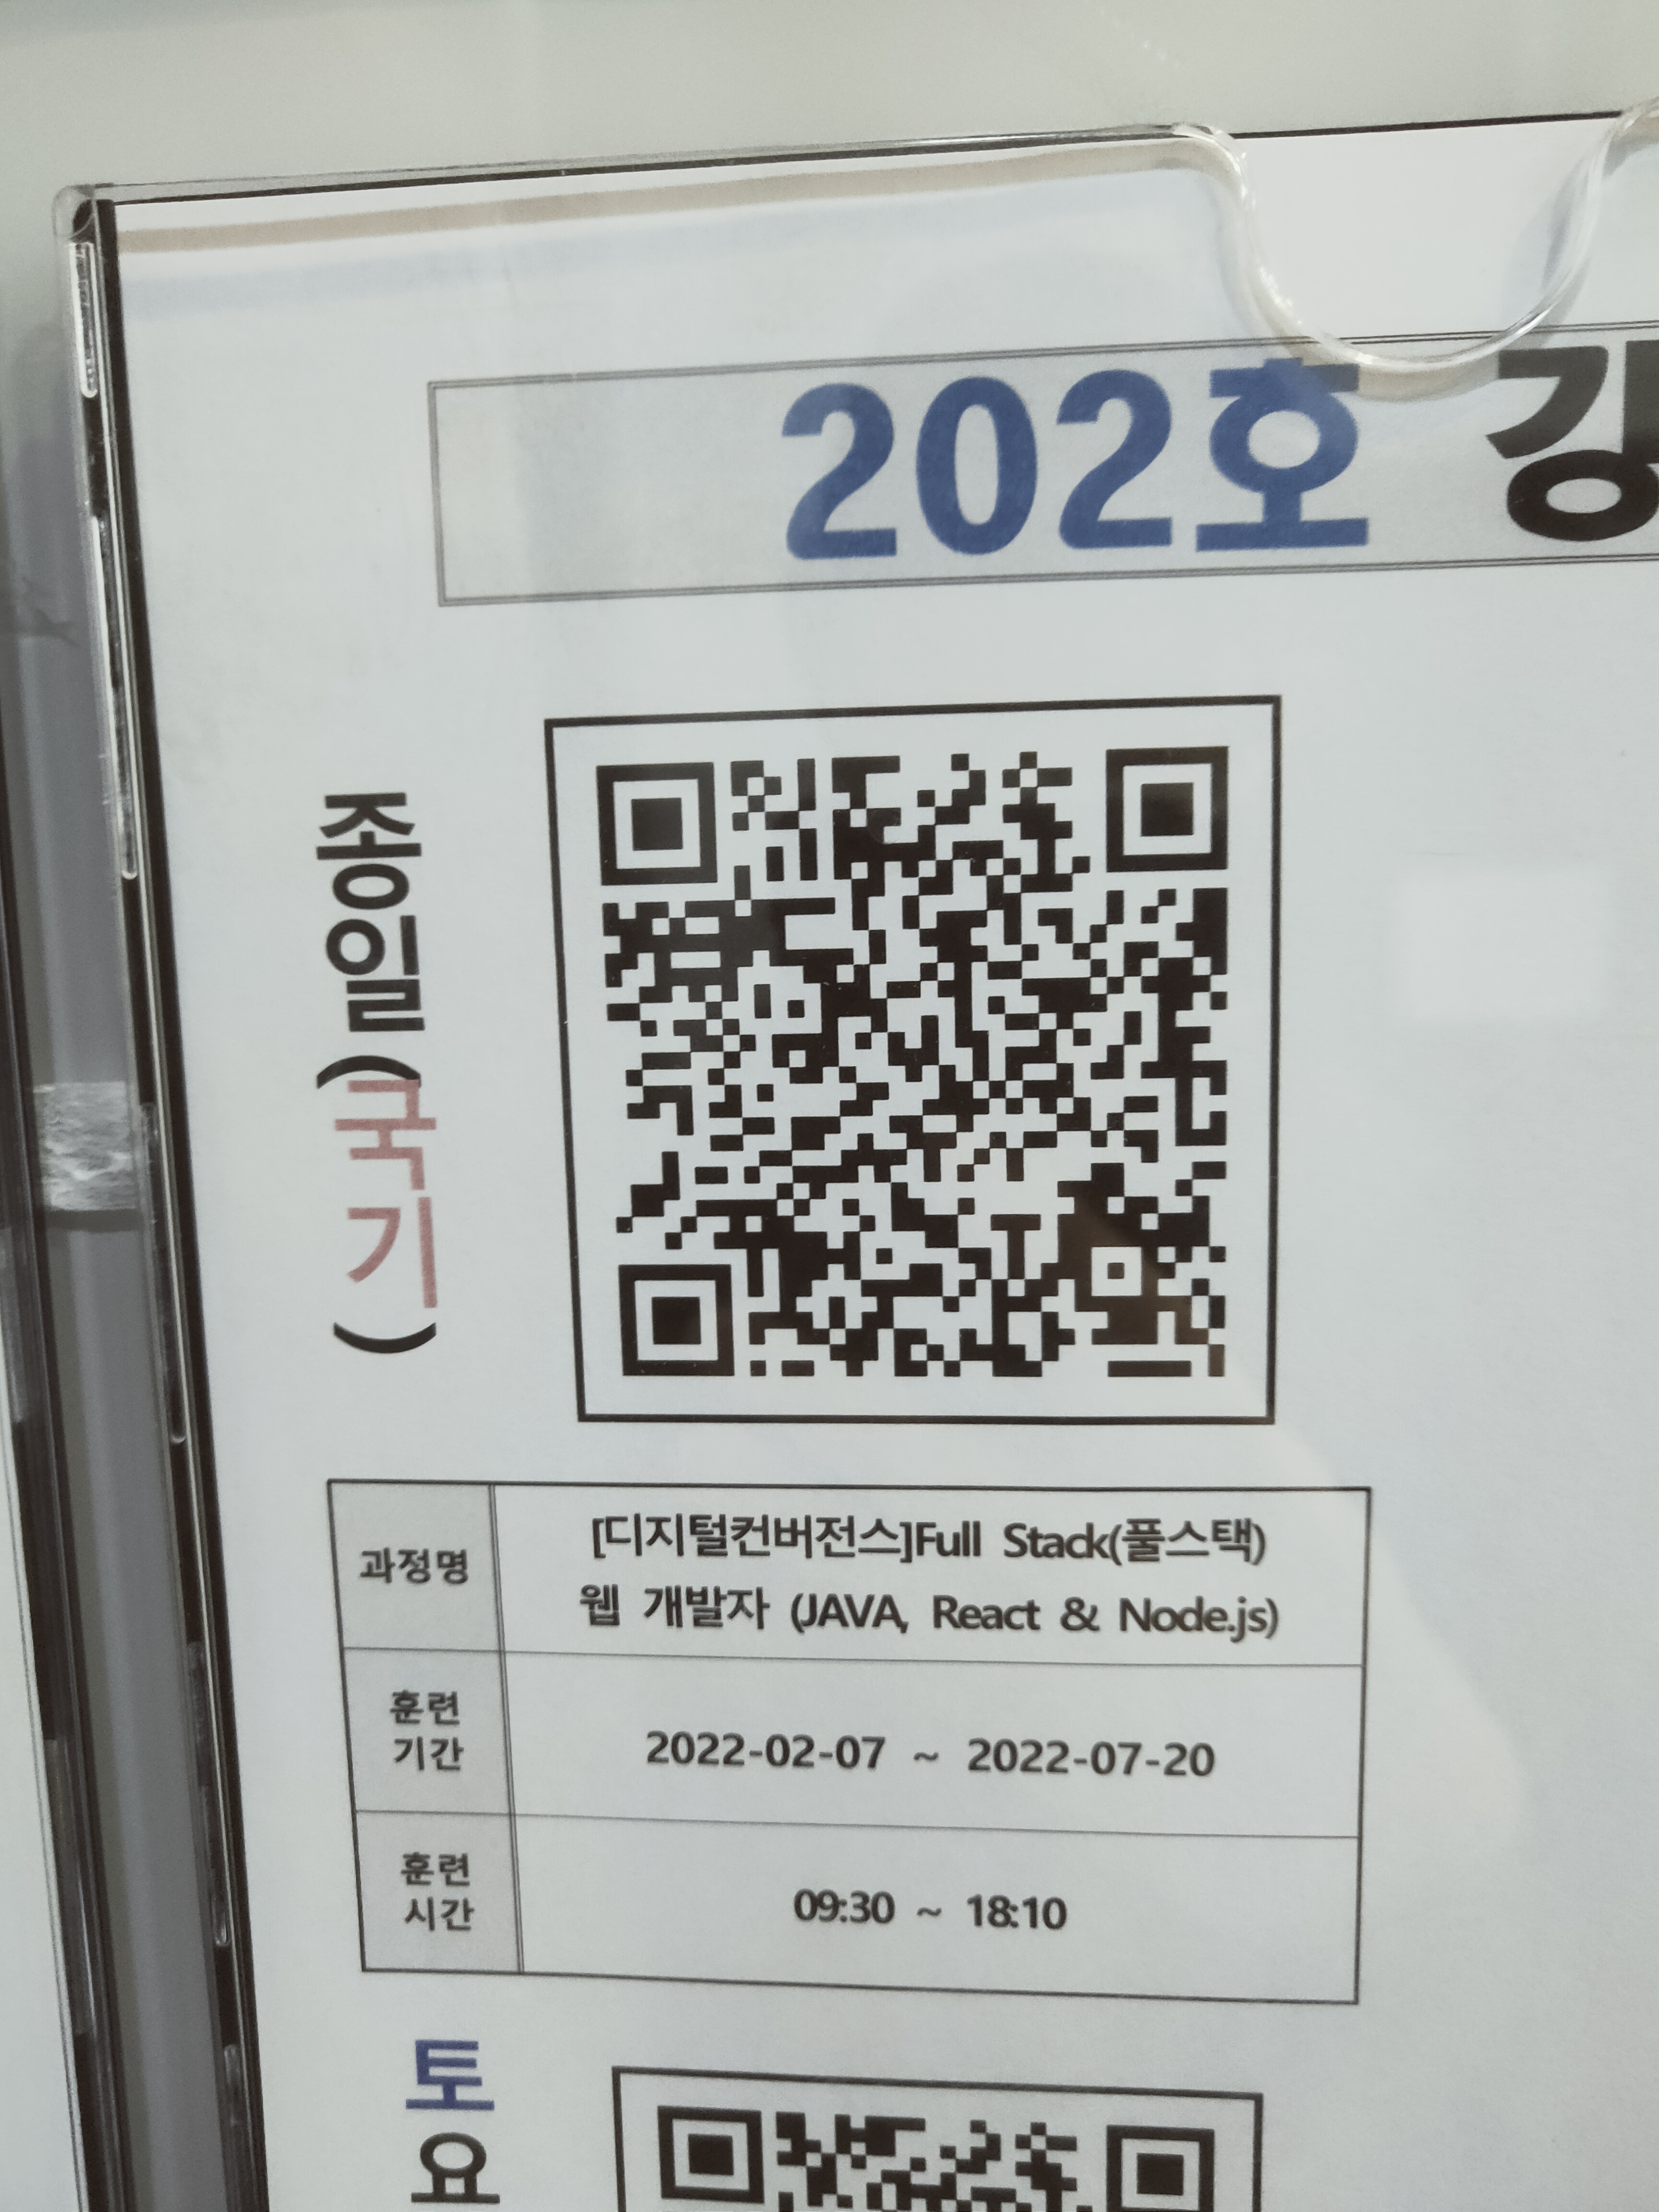 202호 강
종일(국기)
과정명
[디지털컨버전스]Full Stack(풀스택)
웹 개발자 (JAVA, React & Node.js)
훈련
기간
2022-02-07 ~ 2022-07-20
훈련
시간
09:30 ~ 18:10
토요